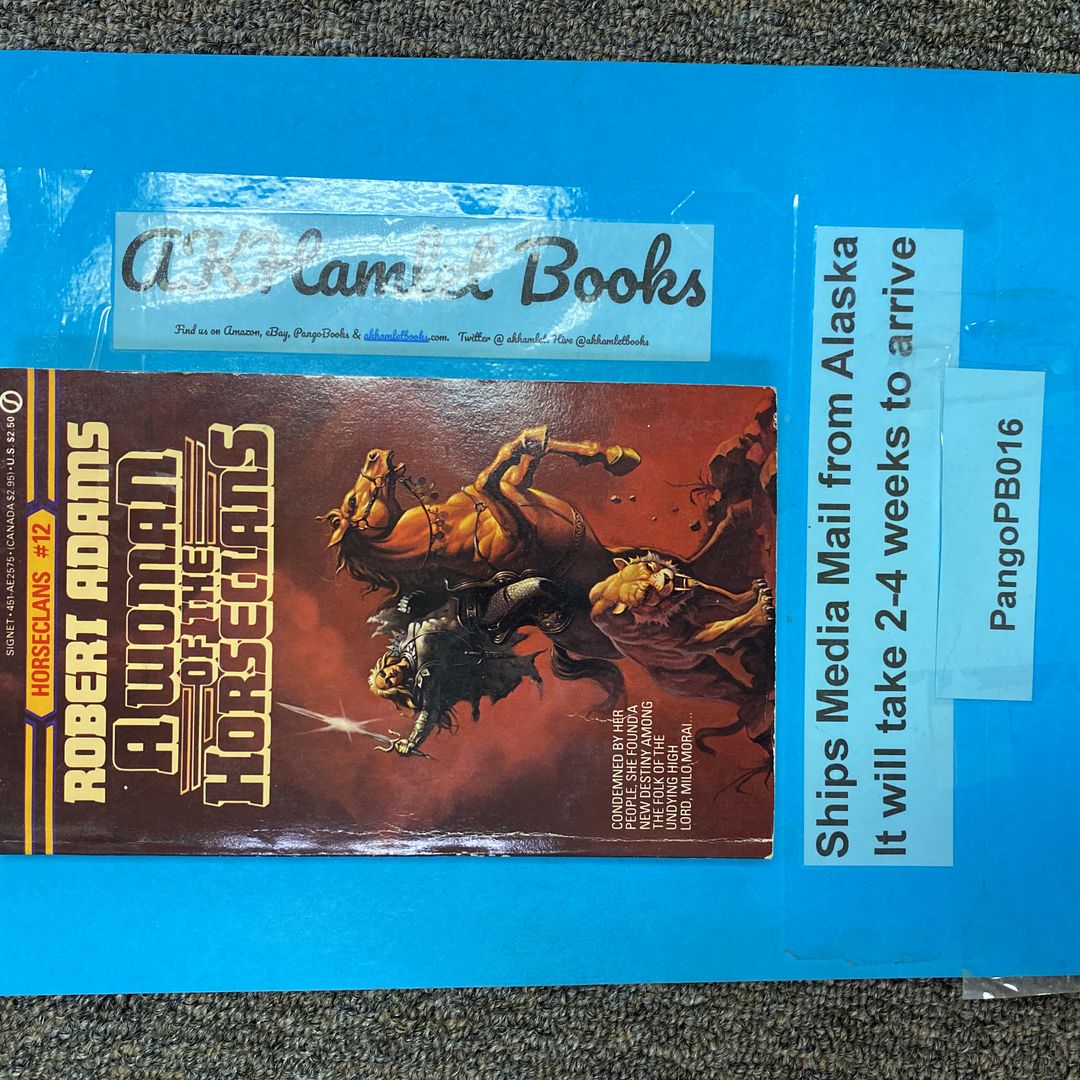 AKHamlet Books
Find us on Amazon, eBay, PangoBooks & akhamletbooks.com. Twitter @ akhamlet. Hive @akhamletbooks
SIGNET • 451-AE2575 • (CANADA $2.95) • U.S. $2.50
HORSECLANS #12
ROBERT ADAMS
A WOMAN
OF THE
HORSECLANS
CONDEMNED BY HER
PEOPLE, SHE FOUND A
NEW DESTINY AMONG
THE FOLK OF THE
UNDYING HIGH
LORD, MILO MORAI...
Ships Media Mail from Alaska
It will take 2-4 weeks to arrive
PangoPB016